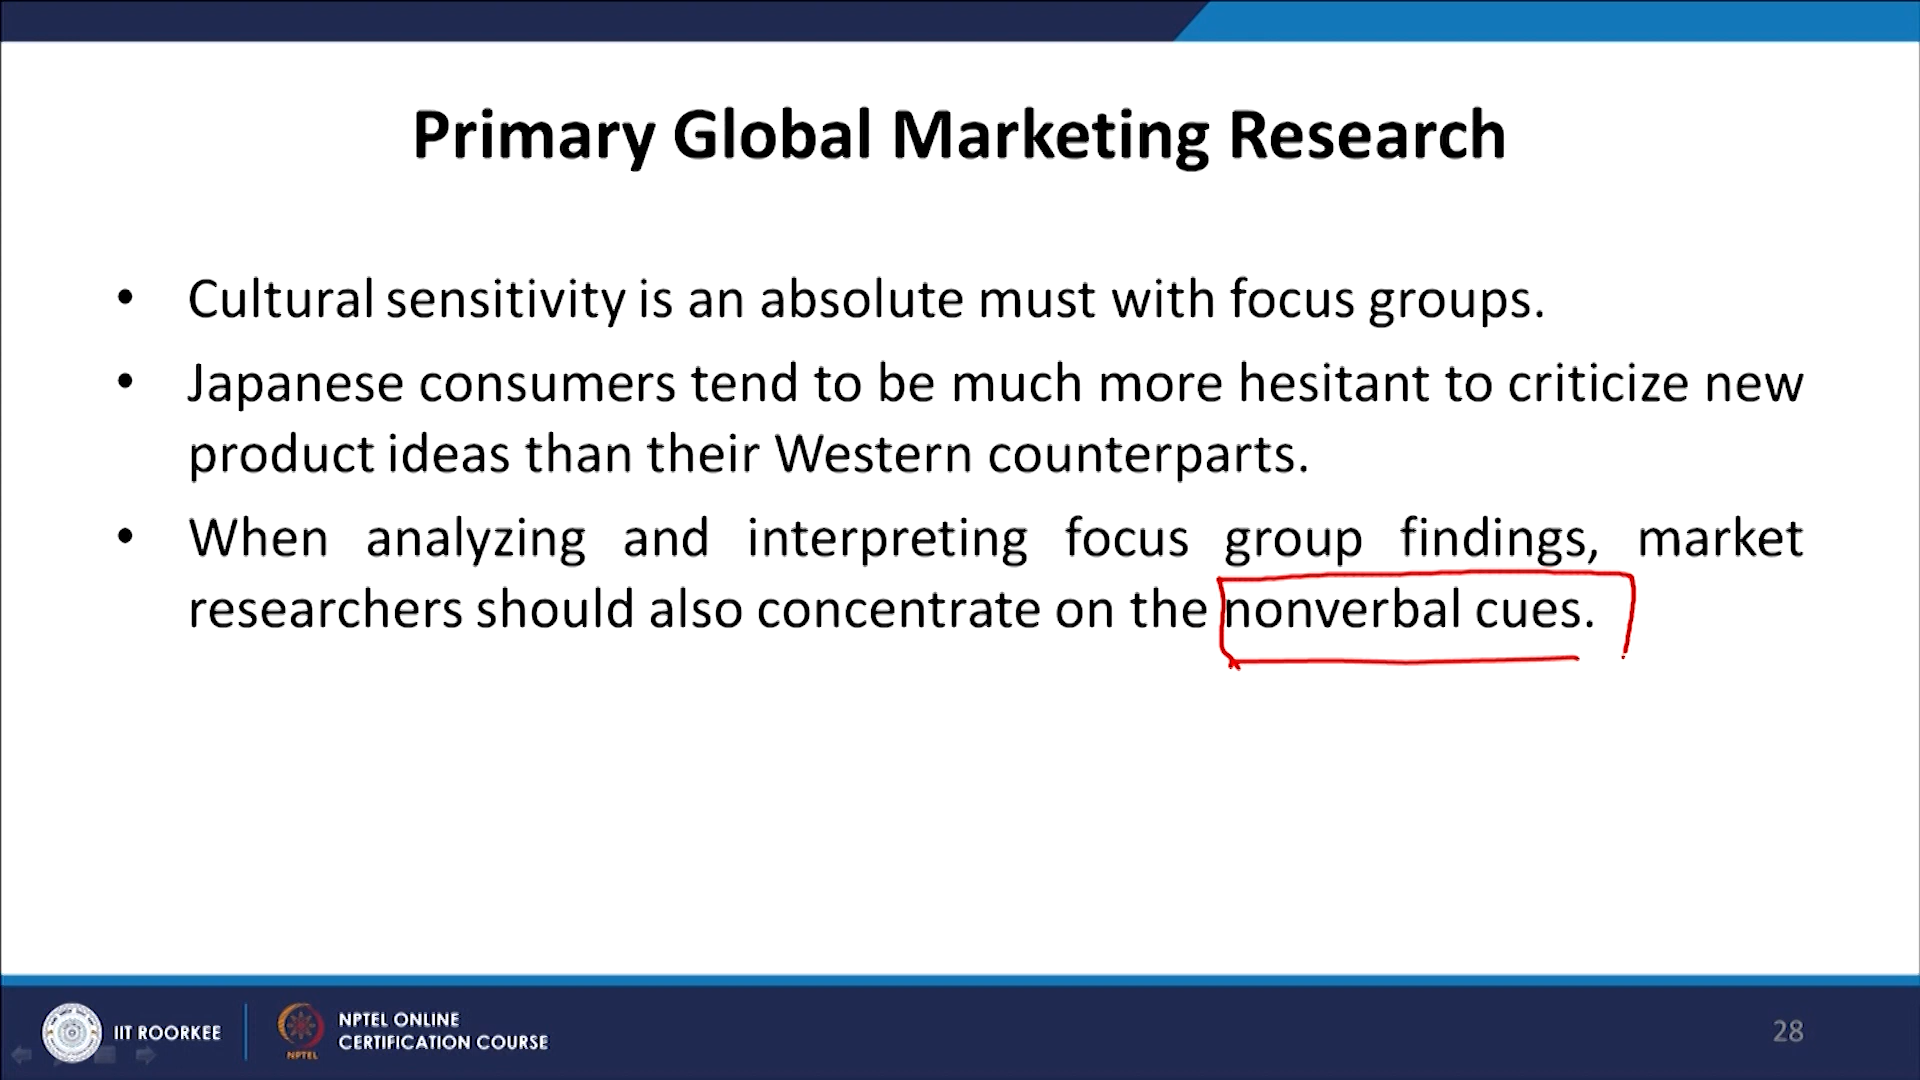 Primary Global Marketing Research
• Cultural sensitivity is an absolute must with focus groups.
• Japanese consumers tend to be much more hesitant to criticize new
product ideas than their Western counterparts.
• When analyzing and interpreting focus group findings, market
researchers should also concentrate on the nonverbal cues.
IIT ROORKEE
NPTEL
NPTEL ONLINE
CERTIFICATION COURSE
28